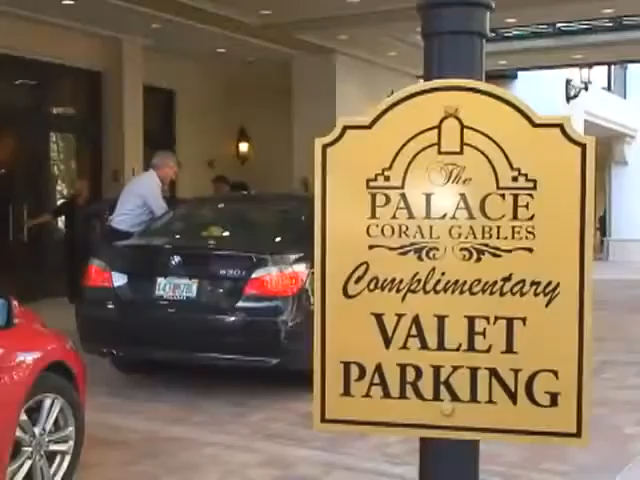 The
PALACE
CORAL GABLES
Complimentary
VALET
PARKING